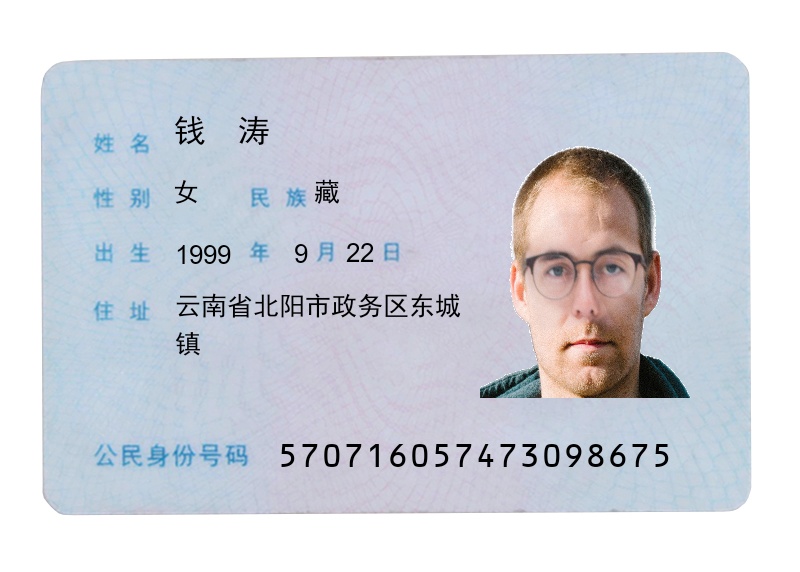 姓名 钱 涛
性别 女 民族 藏
出生 1999 年 9 月 22 日
住址 云南省北阳市政务区东城
镇
公民身份号码 570716057473098675